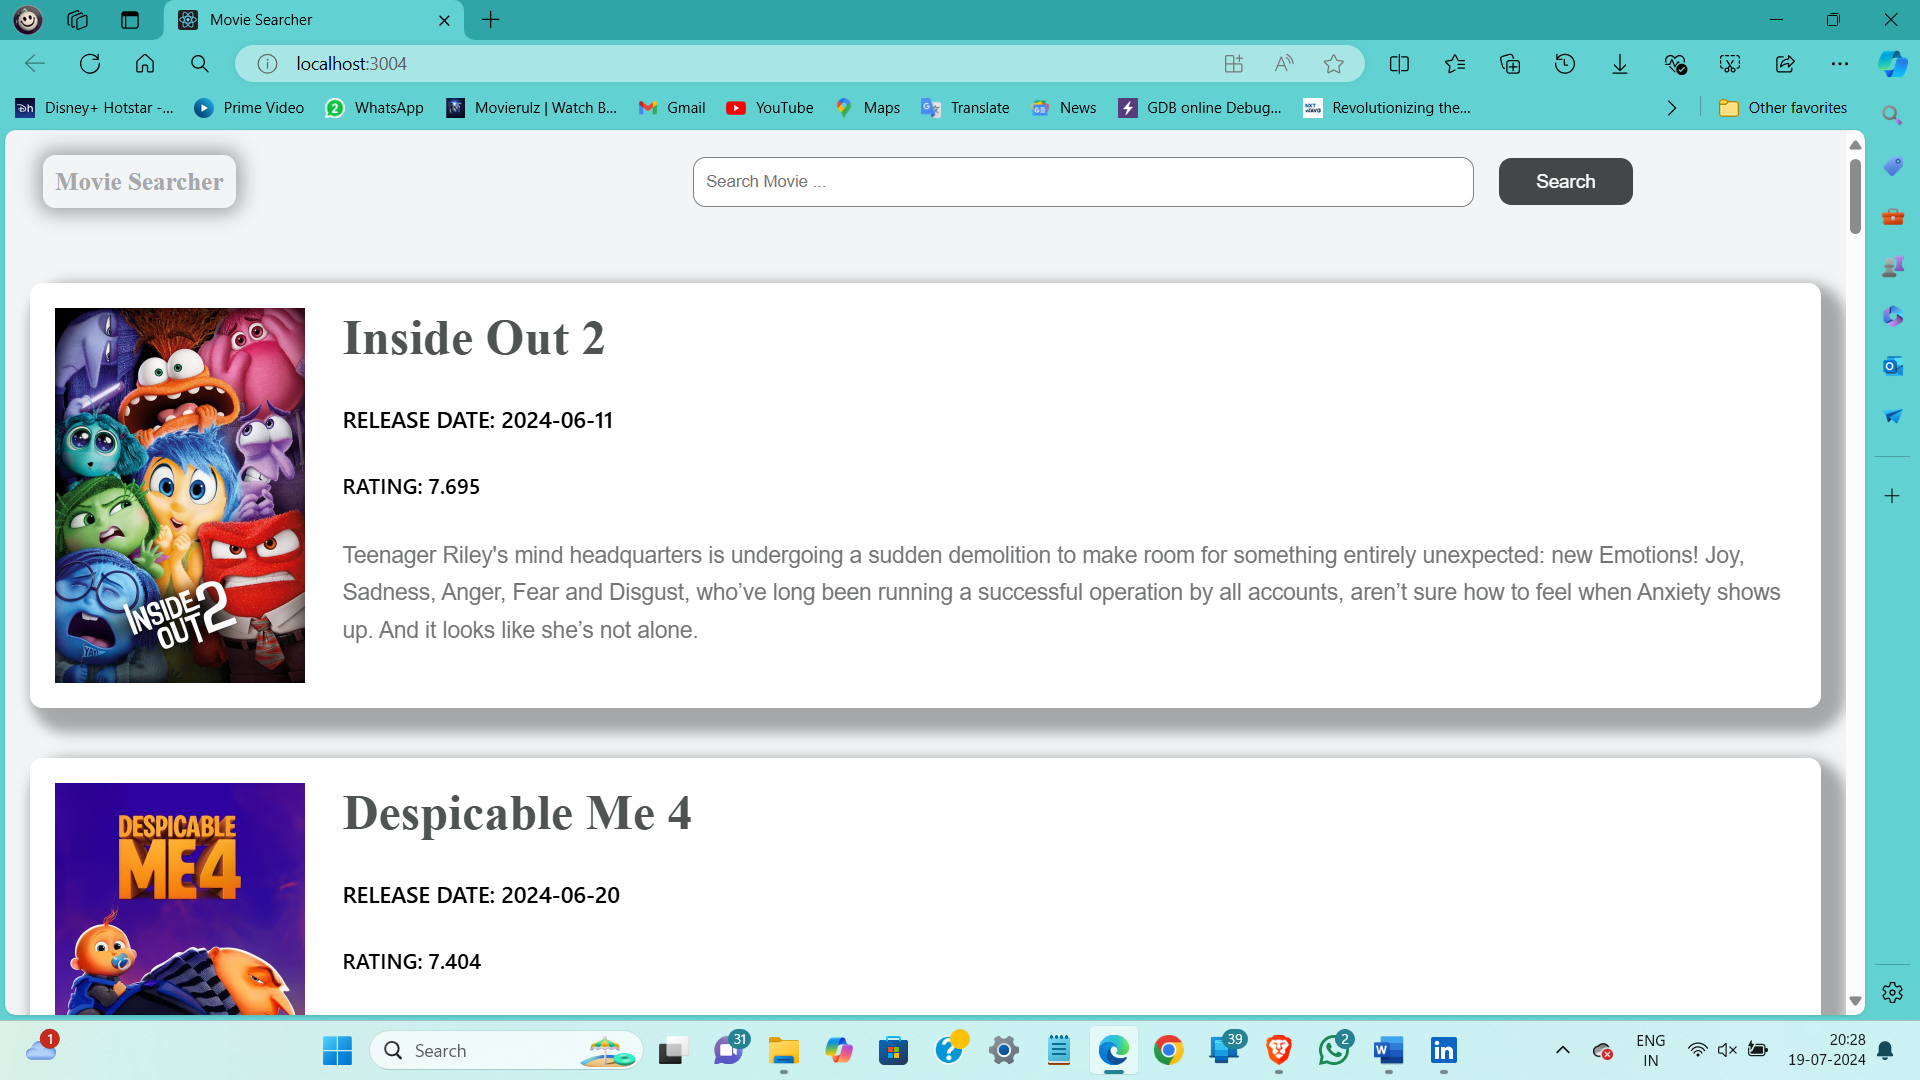 Movie Searcher
localhost:3004
Disney+ Hotstar -...
Prime Video
WhatsApp
Movierulz | Watch B...
Gmail
YouTube
Maps
Translate
News
GDB online Debug...
Revolutionizing the...
Other favorites
Movie Searcher
Search Movie ...
Search
INSIDE
OUT 2
Inside Out 2
RELEASE DATE: 2024-06-11
RATING: 7.695
Teenager Riley's mind headquarters is undergoing a sudden demolition to make room for something entirely unexpected: new Emotions! Joy,
Sadness, Anger, Fear and Disgust, who’ve long been running a successful operation by all accounts, aren’t sure how to feel when Anxiety shows
up. And it looks like she’s not alone.
DESPICABLE
ME 4
Despicable Me 4
RELEASE DATE: 2024-06-20
RATING: 7.404
1
Search
31
39
2
ENG
IN
20:28
19-07-2024